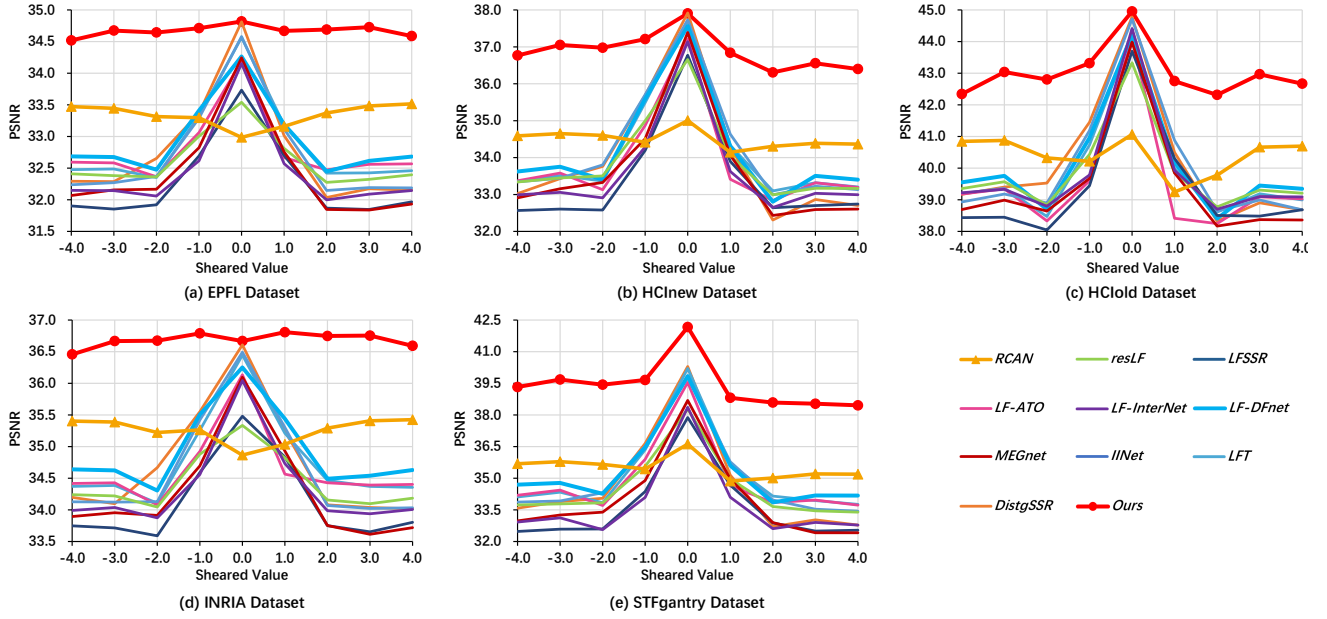 35.0
34.5
34.0
33.5
33.0
32.5
32.0
31.5
PSNR
-4.0 -3.0 -2.0 -1.0 0.0 1.0 2.0 3.0 4.0
Sheared Value
(a) EPFL Dataset
38.0
37.0
36.0
35.0
34.0
33.0
32.0
PSNR
-4.0 -3.0 -2.0 -1.0 0.0 1.0 2.0 3.0 4.0
Sheared Value
(b) HCInew Dataset
45.0
44.0
43.0
42.0
41.0
40.0
39.0
38.0
PSNR
-4.0 -3.0 -2.0 -1.0 0.0 1.0 2.0 3.0 4.0
Sheared Value
(c) HCIold Dataset
37.0
36.5
36.0
35.5
35.0
34.5
34.0
33.5
PSNR
-4.0 -3.0 -2.0 -1.0 0.0 1.0 2.0 3.0 4.0
Sheared Value
(d) INRIA Dataset
42.5
41.0
39.5
38.0
36.5
35.0
33.5
32.0
PSNR
-4.0 -3.0 -2.0 -1.0 0.0 1.0 2.0 3.0 4.0
Sheared Value
(e) STFgantry Dataset
RCAN resLF LFSSR
LF-ATO LF-InterNet LF-DFnet
MEGnet IINet LFT
DistgSSR Ours